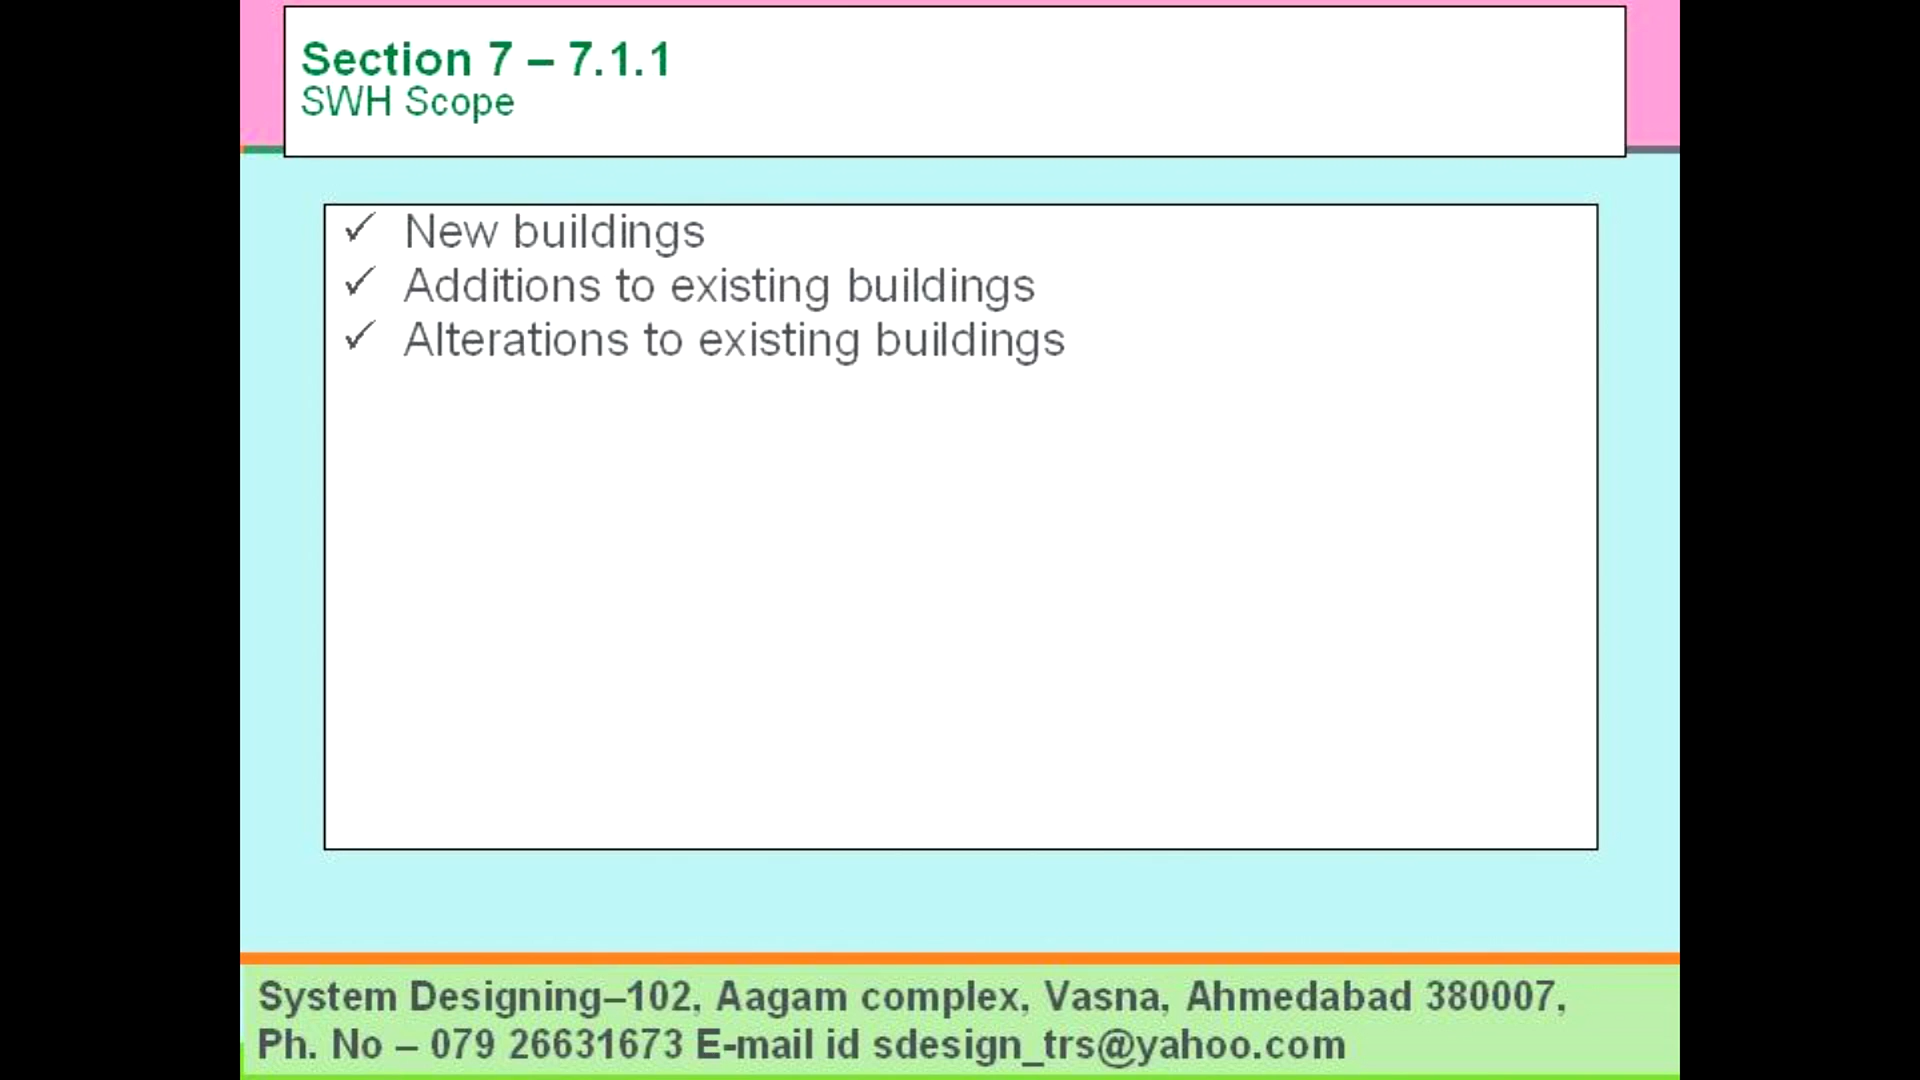 Section 7 – 7.1.1
SWH Scope
✓ New buildings
✓ Additions to existing buildings
✓ Alterations to existing buildings
System Designing–102, Aagam complex, Vasna, Ahmedabad 380007,
Ph. No – 079 26631673 E-mail id sdesign_trs@yahoo.com